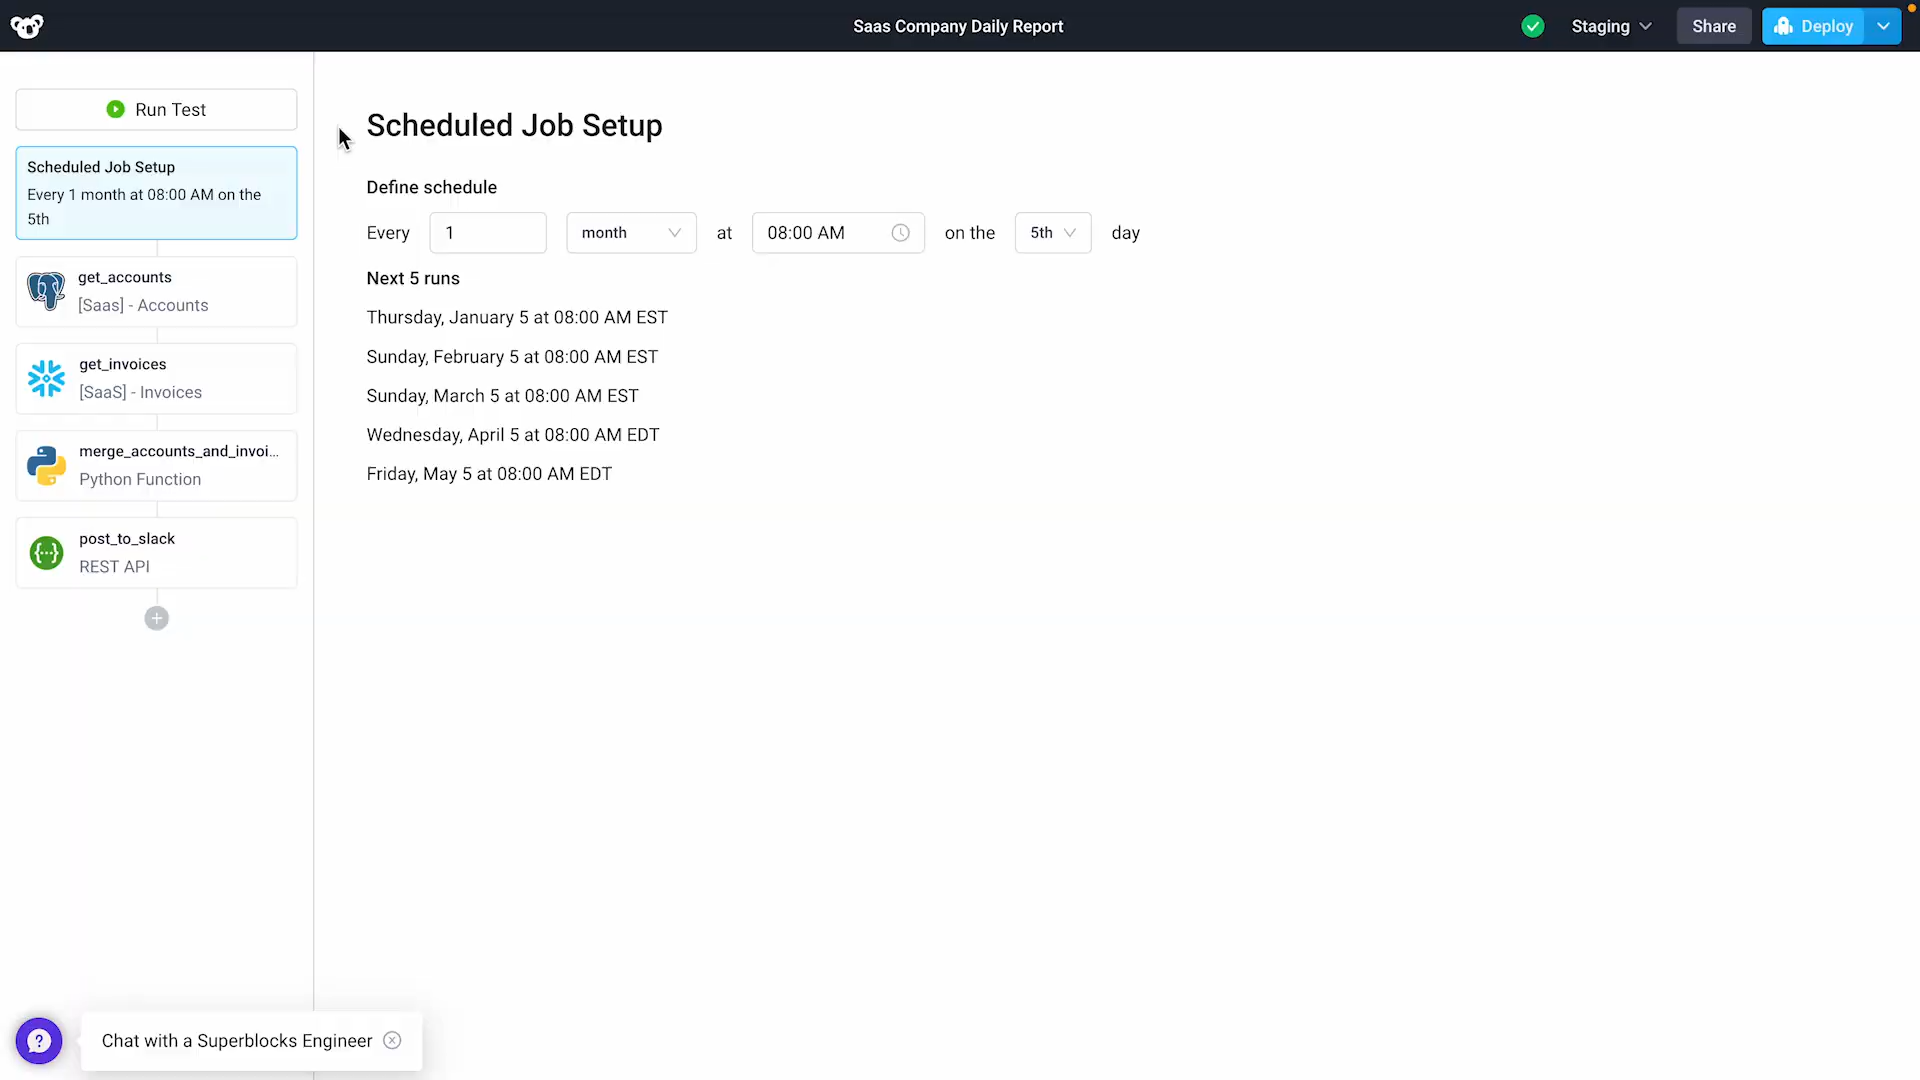 Saas Company Daily Report
Staging
Share
Deploy
Run Test
Scheduled Job Setup
Every 1 month at 08:00 AM on the
5th
get_accounts
[Saas] - Accounts
get_invoices
[SaaS] - Invoices
merge_accounts_and_invoi...
Python Function
post_to_slack
REST API
Scheduled Job Setup
Define schedule
Every 1 month at 08:00 AM on the 5th day
Next 5 runs
Thursday, January 5 at 08:00 AM EST
Sunday, February 5 at 08:00 AM EST
Sunday, March 5 at 08:00 AM EST
Wednesday, April 5 at 08:00 AM EDT
Friday, May 5 at 08:00 AM EDT
Chat with a Superblocks Engineer